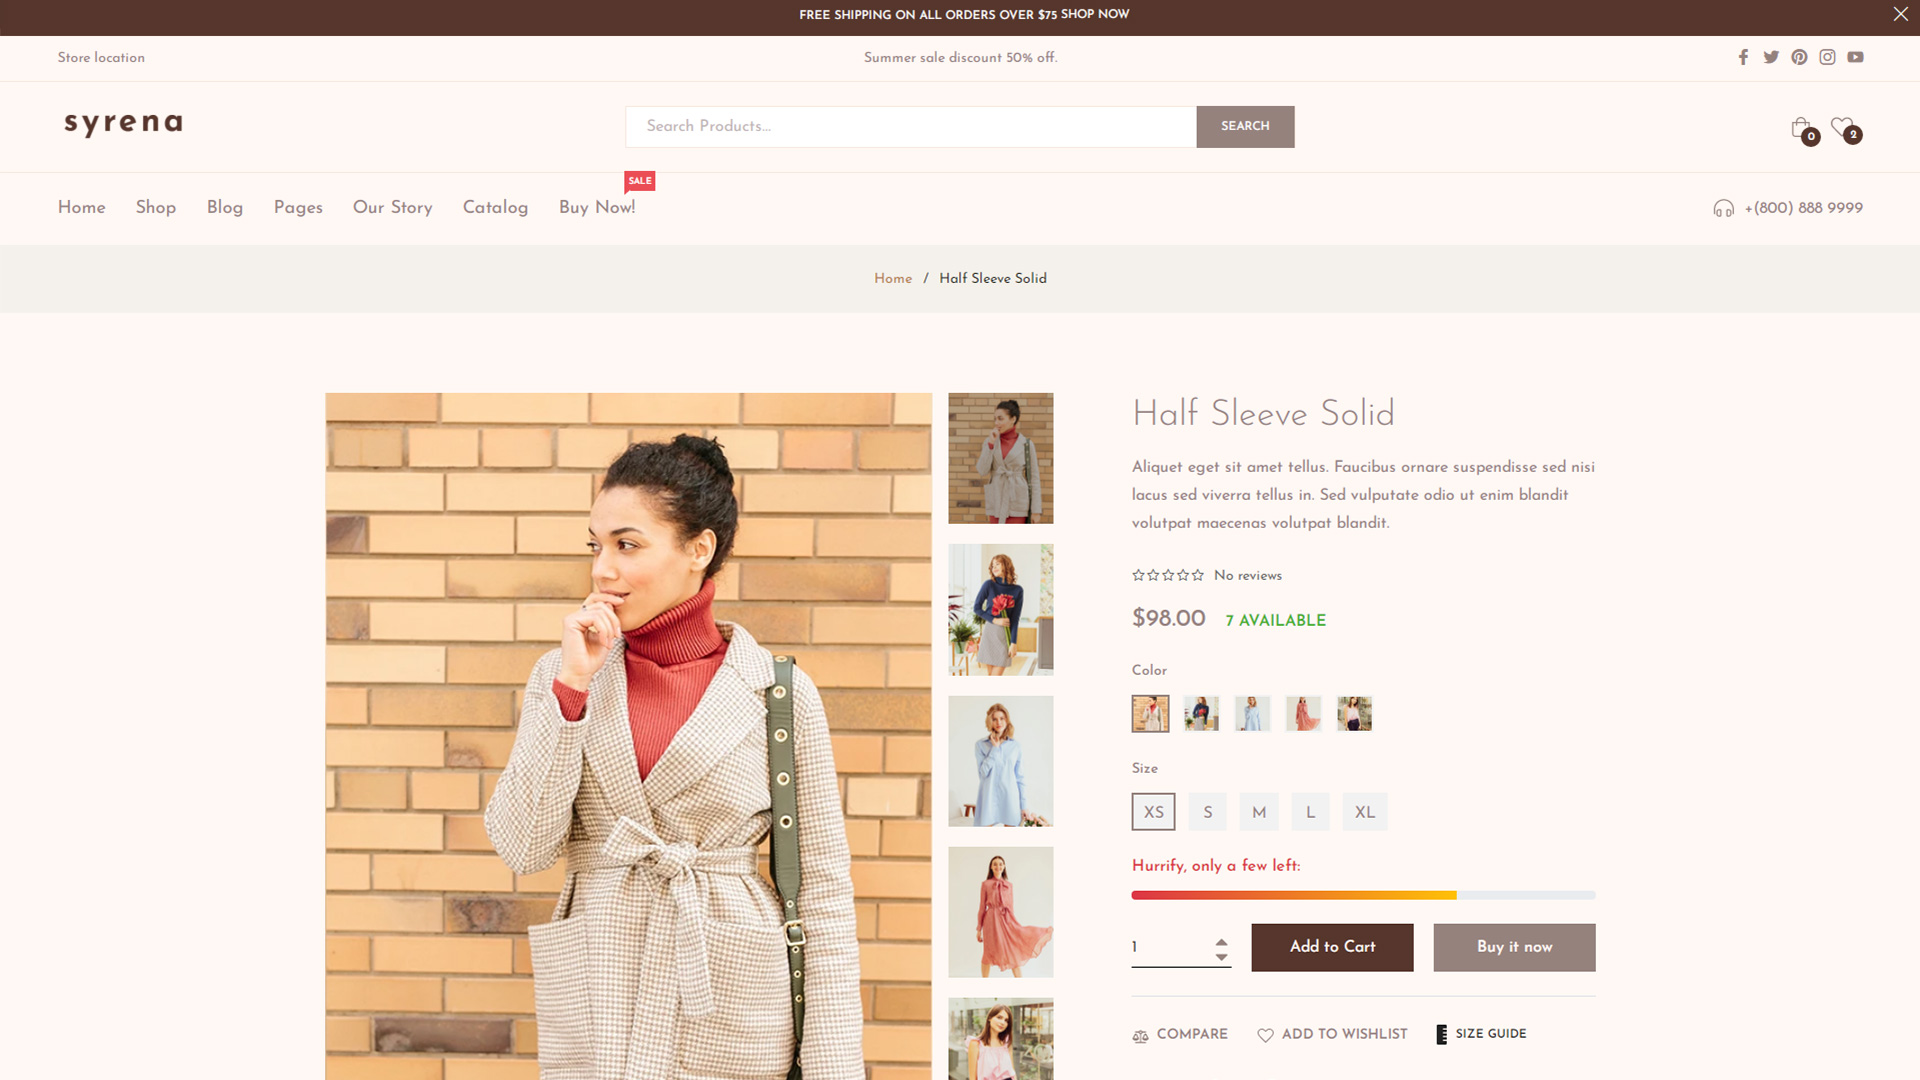 FREE SHIPPING ON ALL ORDERS OVER $75 SHOP NOW
Store location
Summer sale discount 50% off.
syrena
Search Products...
SEARCH
0
2
SALE
Home
Shop
Blog
Pages
Our Story
Catalog
Buy Now!
+(800) 888 9999
Home / Half Sleeve Solid
Half Sleeve Solid
Aliquet eget sit amet tellus. Faucibus ornare suspendisse sed nisi
lacus sed viverra tellus in. Sed vulputate odio ut enim blandit
volutpat maecenas volutpat blandit.
No reviews
$98.00 7 AVAILABLE
Color
Size
XS S M L XL
Hurrify, only a few left:
1
Add to Cart
Buy it now
COMPARE
ADD TO WISHLIST
SIZE GUIDE